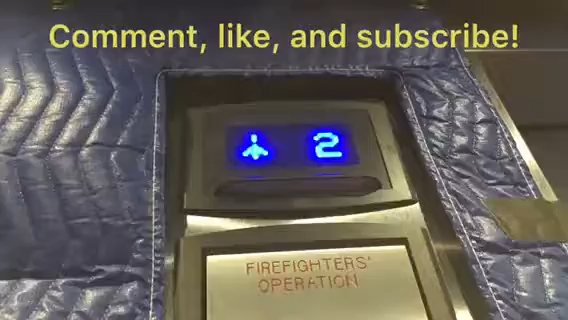 Comment, like, and subscribe!
2
FIREFIGHTERS'
OPERATION